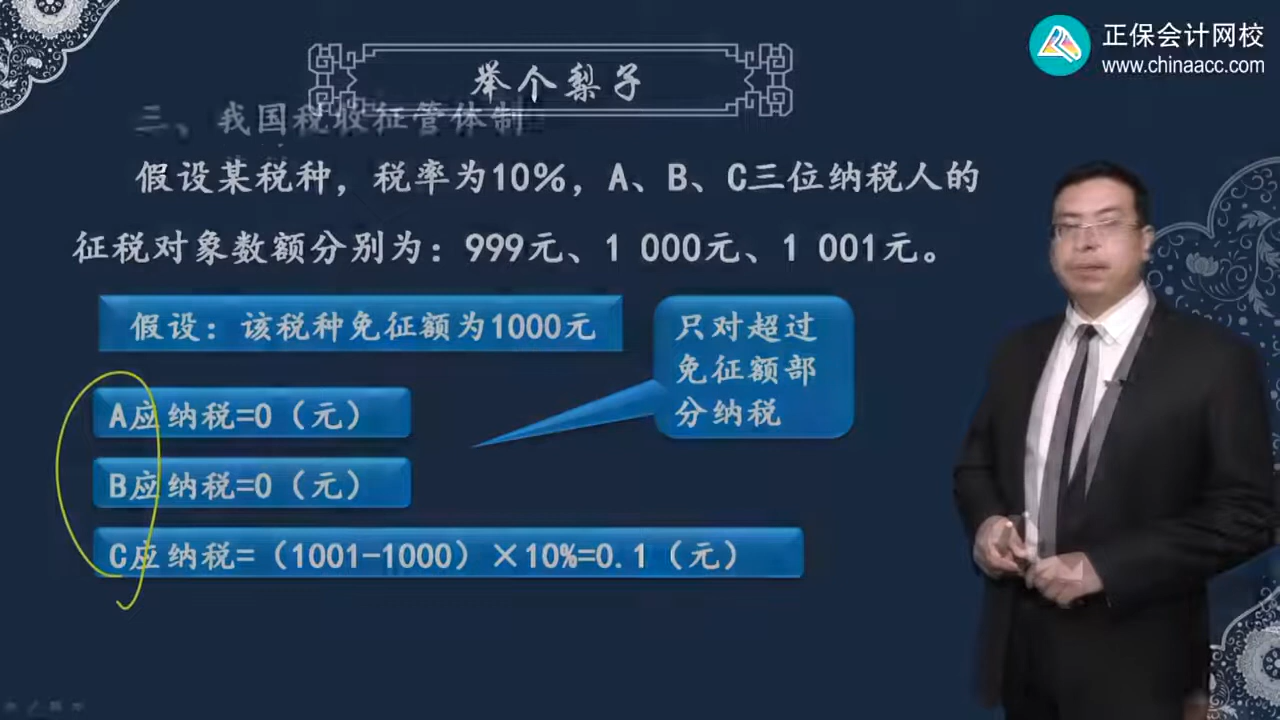 正保会计网校
www.chinaacc.com
举个梨子
三、我国税收征管体制
假设某税种，税率为10%，A、B、C三位纳税人的
征税对象数额分别为：999元、1 000元、1 001元。
假设：该税种免征额为1000元
只对超过
免征额部
分纳税
A应纳税=0（元）
B应纳税=0（元）
C应纳税=（1001-1000）×10%=0.1（元）